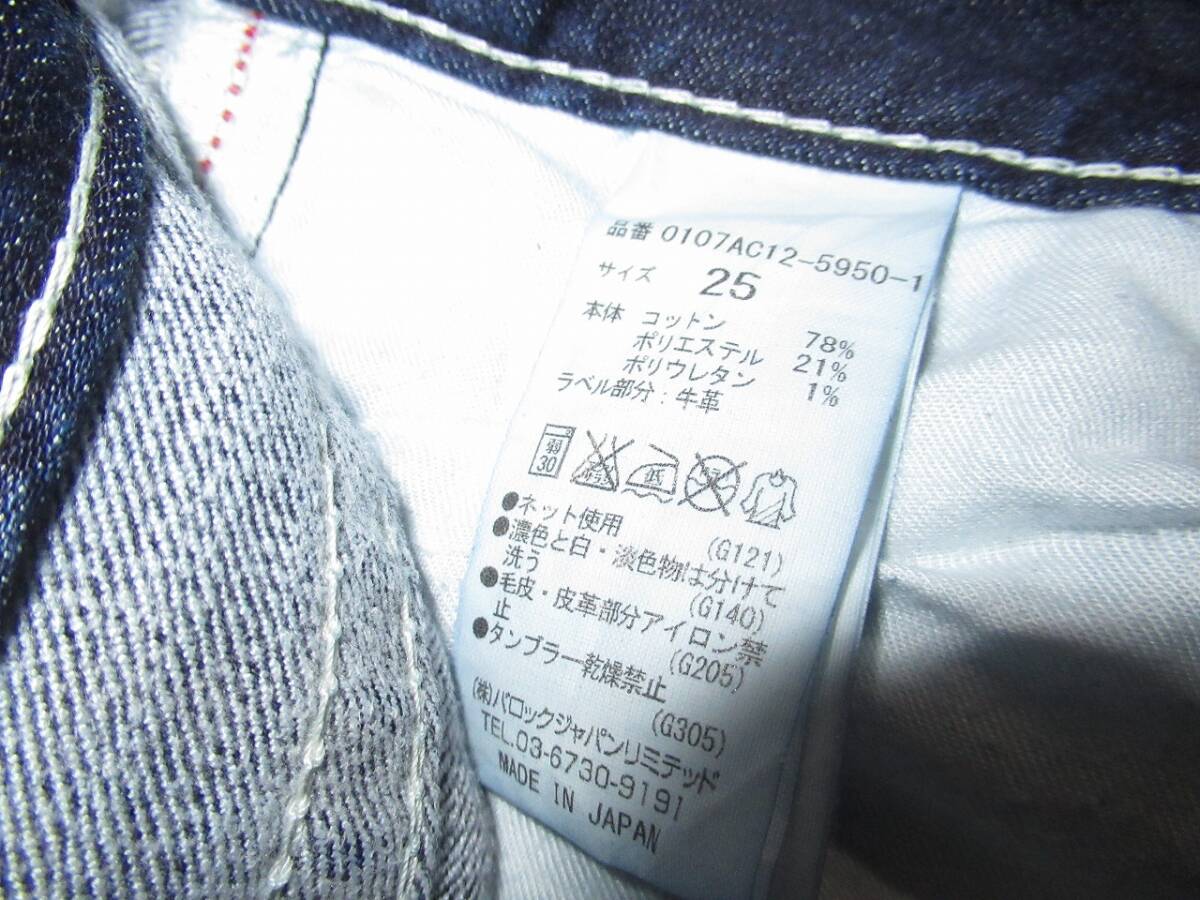 品番 0107AC12-5950-1
サイズ 25
本体 コットン 78%
ポリエステル 21%
ポリウレタン 1%
ラベル部分:牛革
弱 30 低
●ネット使用 (G121)
●濃色と白・淡色物は分けて
洗う (G140)
●毛皮・皮革部分アイロン禁
止 (G205)
●タンブラー乾燥禁止
(G305)
(株)バロックジャパンリミテッド
TEL.03-6730-9191
MADE IN JAPAN